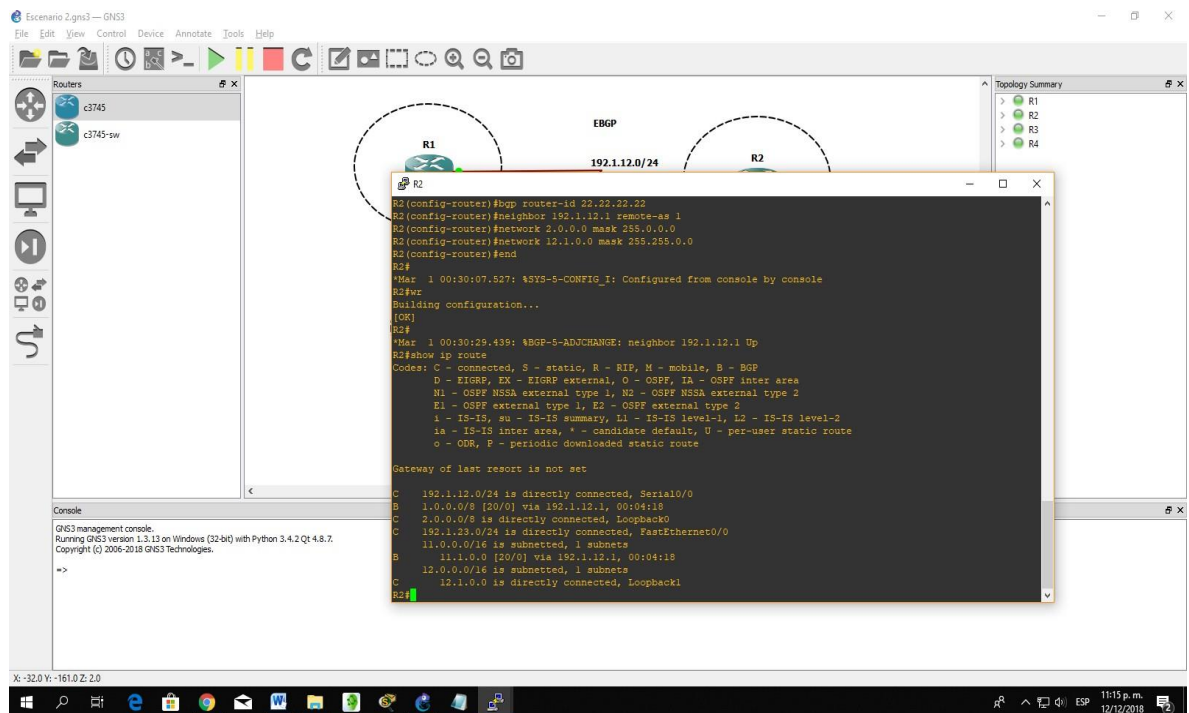 Escenario 2.gns3 — GNS3
File Edit View Control Device Annotate Tools Help
Routers
c3745
c3745-sw
R1
EBGP
192.1.12.0/24
R2
Topology Summary
R1
R2
R3
R4
R2
R2(config-router)#bgp router-id 22.22.22.22
R2(config-router)#neighbor 192.1.12.1 remote-as 1
R2(config-router)#network 2.0.0.0 mask 255.0.0.0
R2(config-router)#network 12.1.0.0 mask 255.255.0.0
R2(config-router)#end
R2#
*Mar  1 00:30:07.527: %SYS-5-CONFIG_I: Configured from console by console
R2#wr
Building configuration...
[OK]
R2#
*Mar  1 00:30:29.439: %BGP-5-ADJCHANGE: neighbor 192.1.12.1 Up
R2#show ip route
Codes: C - connected, S - static, R - RIP, M - mobile, B - BGP
D - EIGRP, EX - EIGRP external, O - OSPF, IA - OSPF inter area
N1 - OSPF NSSA external type 1, N2 - OSPF NSSA external type 2
E1 - OSPF external type 1, E2 - OSPF external type 2
i - IS-IS, su - IS-IS summary, L1 - IS-IS level-1, L2 - IS-IS level-2
ia - IS-IS inter area, * - candidate default, U - per-user static route
o - ODR, P - periodic downloaded static route
Gateway of last resort is not set
C    192.1.12.0/24 is directly connected, Serial0/0
B    1.0.0.0/8 [20/0] via 192.1.12.1, 00:04:18
C    2.0.0.0/8 is directly connected, Loopback0
C    192.1.23.0/24 is directly connected, FastEthernet0/0
11.0.0.0/16 is subnetted, 1 subnets
B       11.1.0.0 [20/0] via 192.1.12.1, 00:04:18
12.0.0.0/16 is subnetted, 1 subnets
C       12.1.0.0 is directly connected, Loopback1
R2#
Console
GNS3 management console.
Running GNS3 version 1.3.13 on Windows (32-bit) with Python 3.4.2 Qt 4.8.7.
Copyright (c) 2006-2018 GNS3 Technologies.
=>
X: -32.0 Y: -161.0 Z: 2.0
ESP
11:15 p. m.
12/12/2018